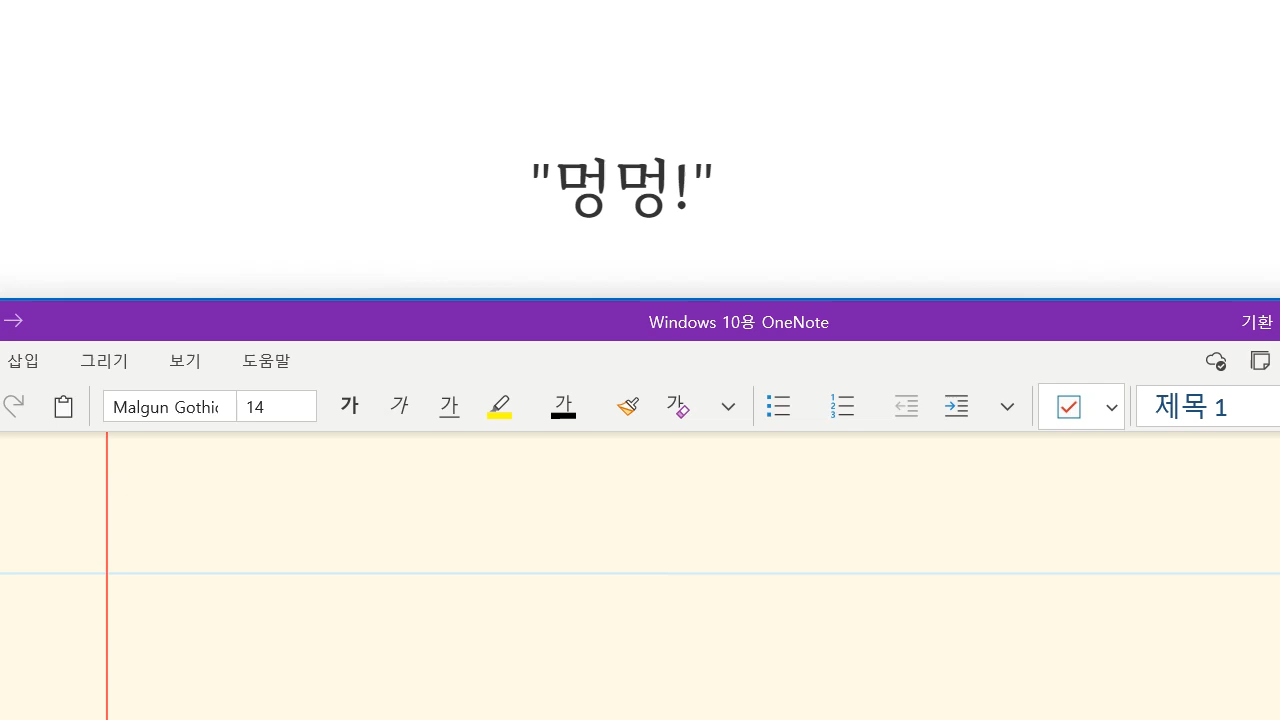 "멍멍!"
Windows 10용 OneNote 기환
삽입 그리기 보기 도움말
Malgun Gothi 14 가 가 가 가 가 제목 1